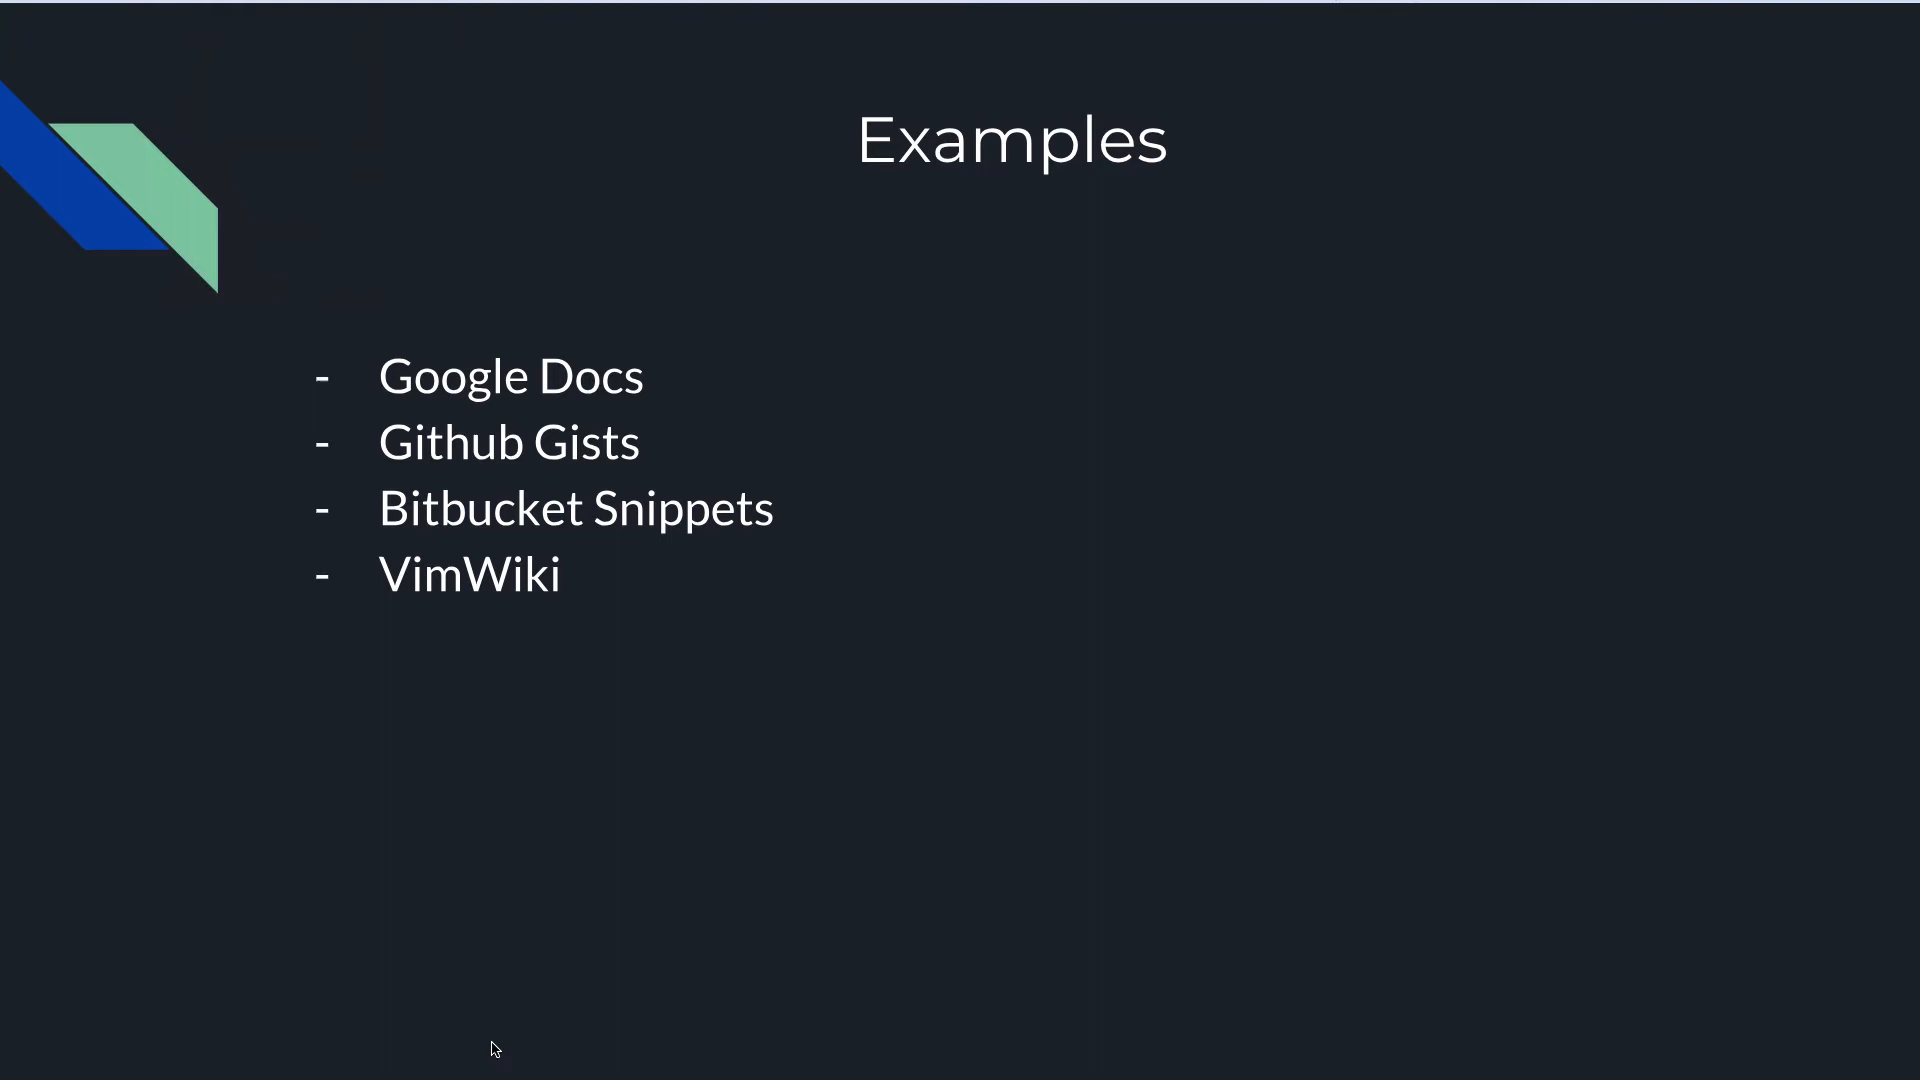 Examples
- Google Docs
- Github Gists
- Bitbucket Snippets
- VimWiki